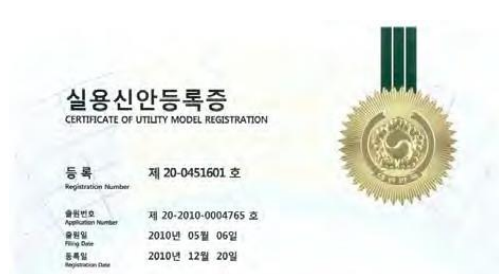 실용신안등록증
CERTIFICATE OF UTILITY MODEL REGISTRATION
등 록 제 20-0451601 호
Registration Number
출원번호 제 20-2010-0004765 호
Application Number
출원일 2010년 05월 06일
Filing Date
등록일 2010년 12월 20일
Registration Date